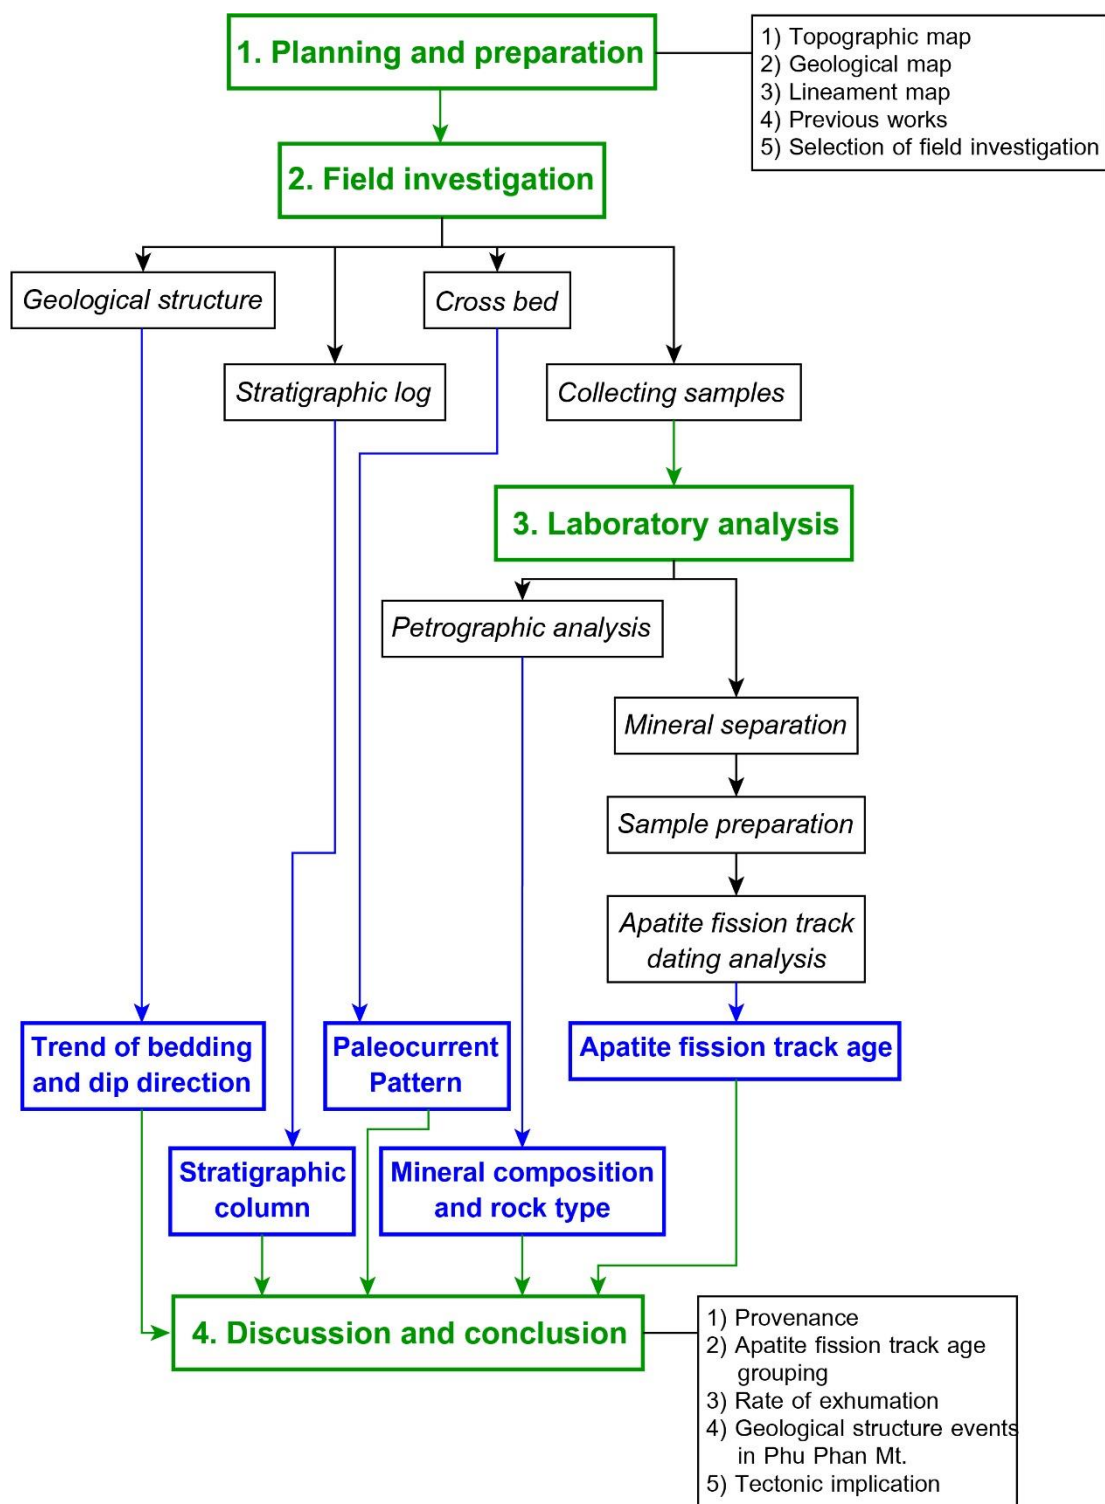 1. Planning and preparation
1) Topographic map
2) Geological map
3) Lineament map
4) Previous works
5) Selection of field investigation
2. Field investigation
Geological structure
Cross bed
Stratigraphic log
Collecting samples
3. Laboratory analysis
Petrographic analysis
Mineral separation
Sample preparation
Apatite fission track
dating analysis
Trend of bedding
and dip direction
Paleocurrent
Pattern
Apatite fission track age
Stratigraphic
column
Mineral composition
and rock type
4. Discussion and conclusion
1) Provenance
2) Apatite fission track age
grouping
3) Rate of exhumation
4) Geological structure events
in Phu Phan Mt.
5) Tectonic implication